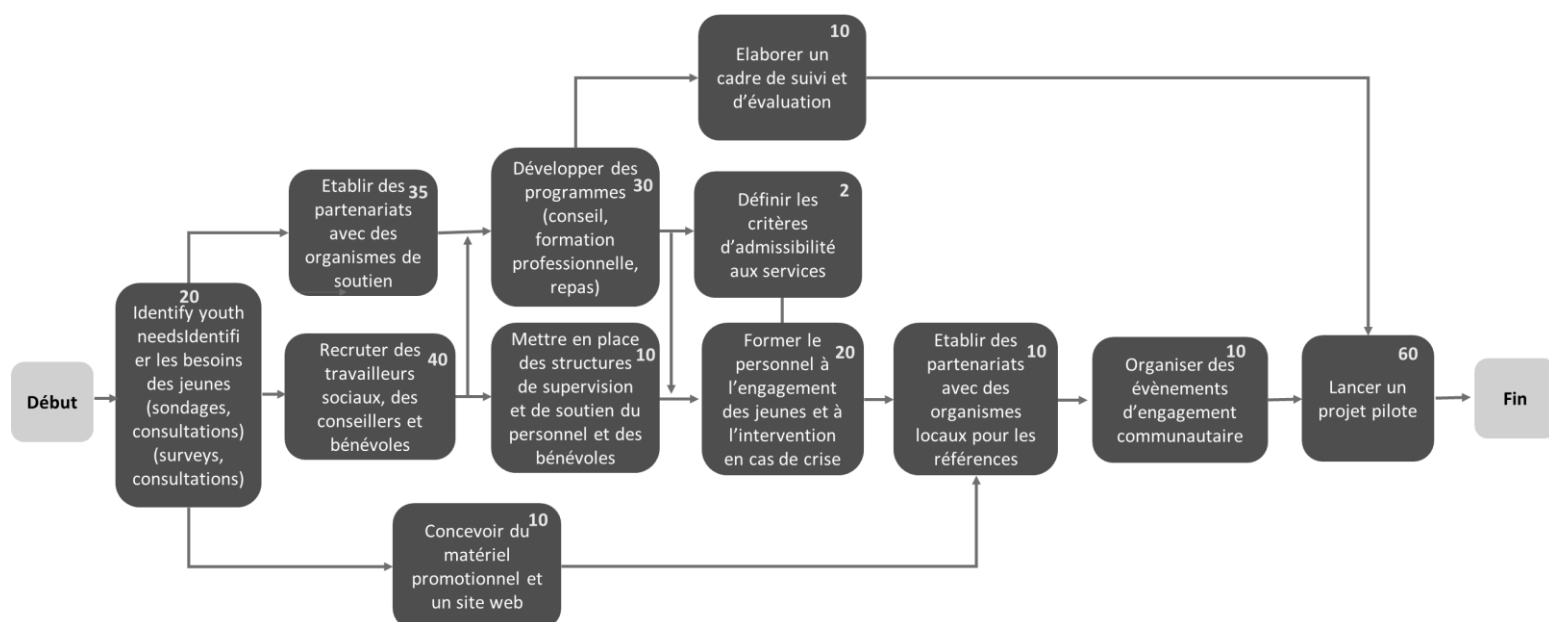 10
Elaborer un
cadre de suivi et
d’évaluation
Etablir des
35
partenariats
avec des
organismes de
soutien
Développer des
programmes
30
(conseil,
formation
professionnelle,
repas)
2
Définir les
critères
d’admissibilité
aux services
Début
20
Identify youth
needsIdentifi
er les besoins
des jeunes
(sondages,
consultations)
(surveys,
consultations)
Recruter des
travailleurs
40
sociaux, des
conseillers et
bénévoles
Mettre en place
des structures
10
de supervision
et de soutien du
personnel et des
bénévoles
Former le
personnel à
20
l’engagement
des jeunes et à
l’intervention
en cas de crise
Etablir des
10
partenariats
avec des
organismes
locaux pour les
références
10
Organiser des
évènements
d’engagement
communautaire
60
Lancer un
projet pilote
Fin
10
Concevoir du
matériel
promotionnel et
un site web